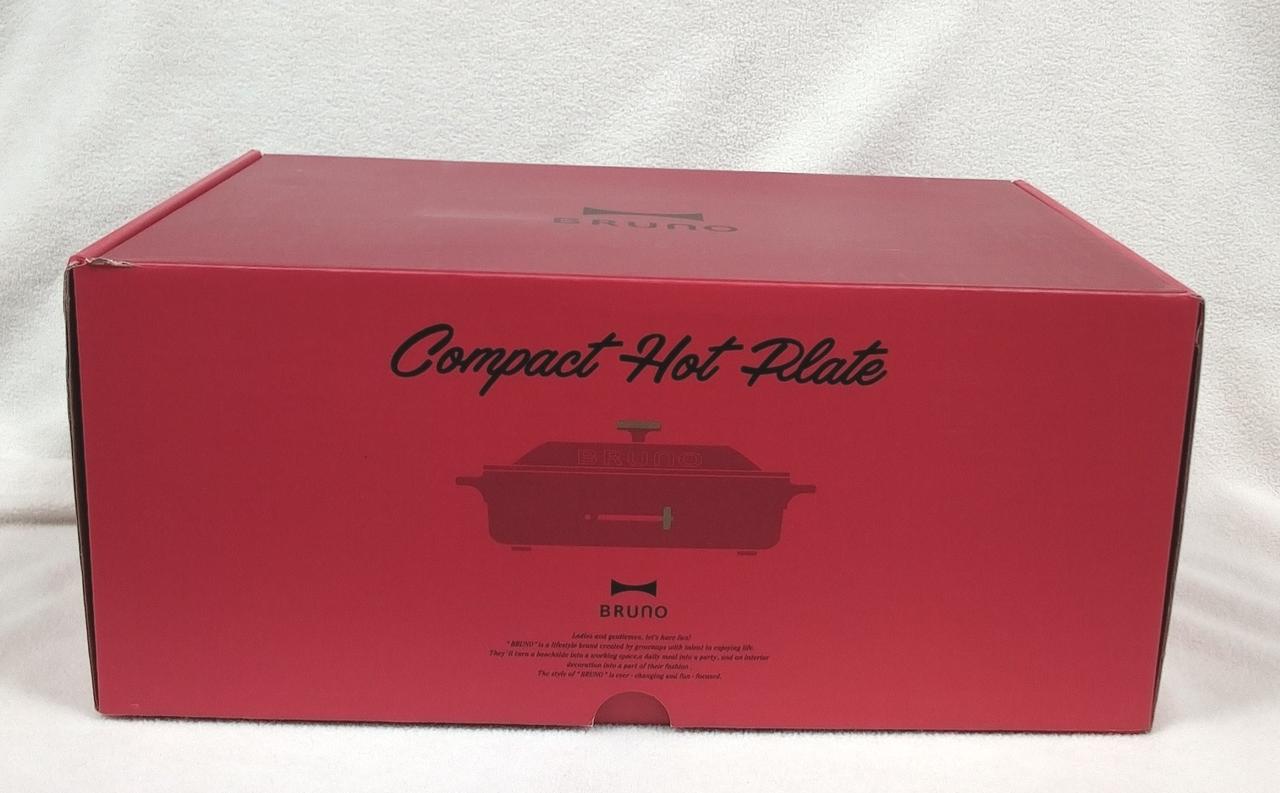 BRUNO
Compact Hot Plate
BRUNO
BRUNO
Ladies and gentlemen, let's have fun!
"BRUNO" is a lifestyle brand created by grownups with talent to enjoying life.
They'll turn a beachside into a working space,a daily meal into a party, and an interior
decoration into a part of their fashion .
The style of "BRUNO" is ever - changing and fun - focused.